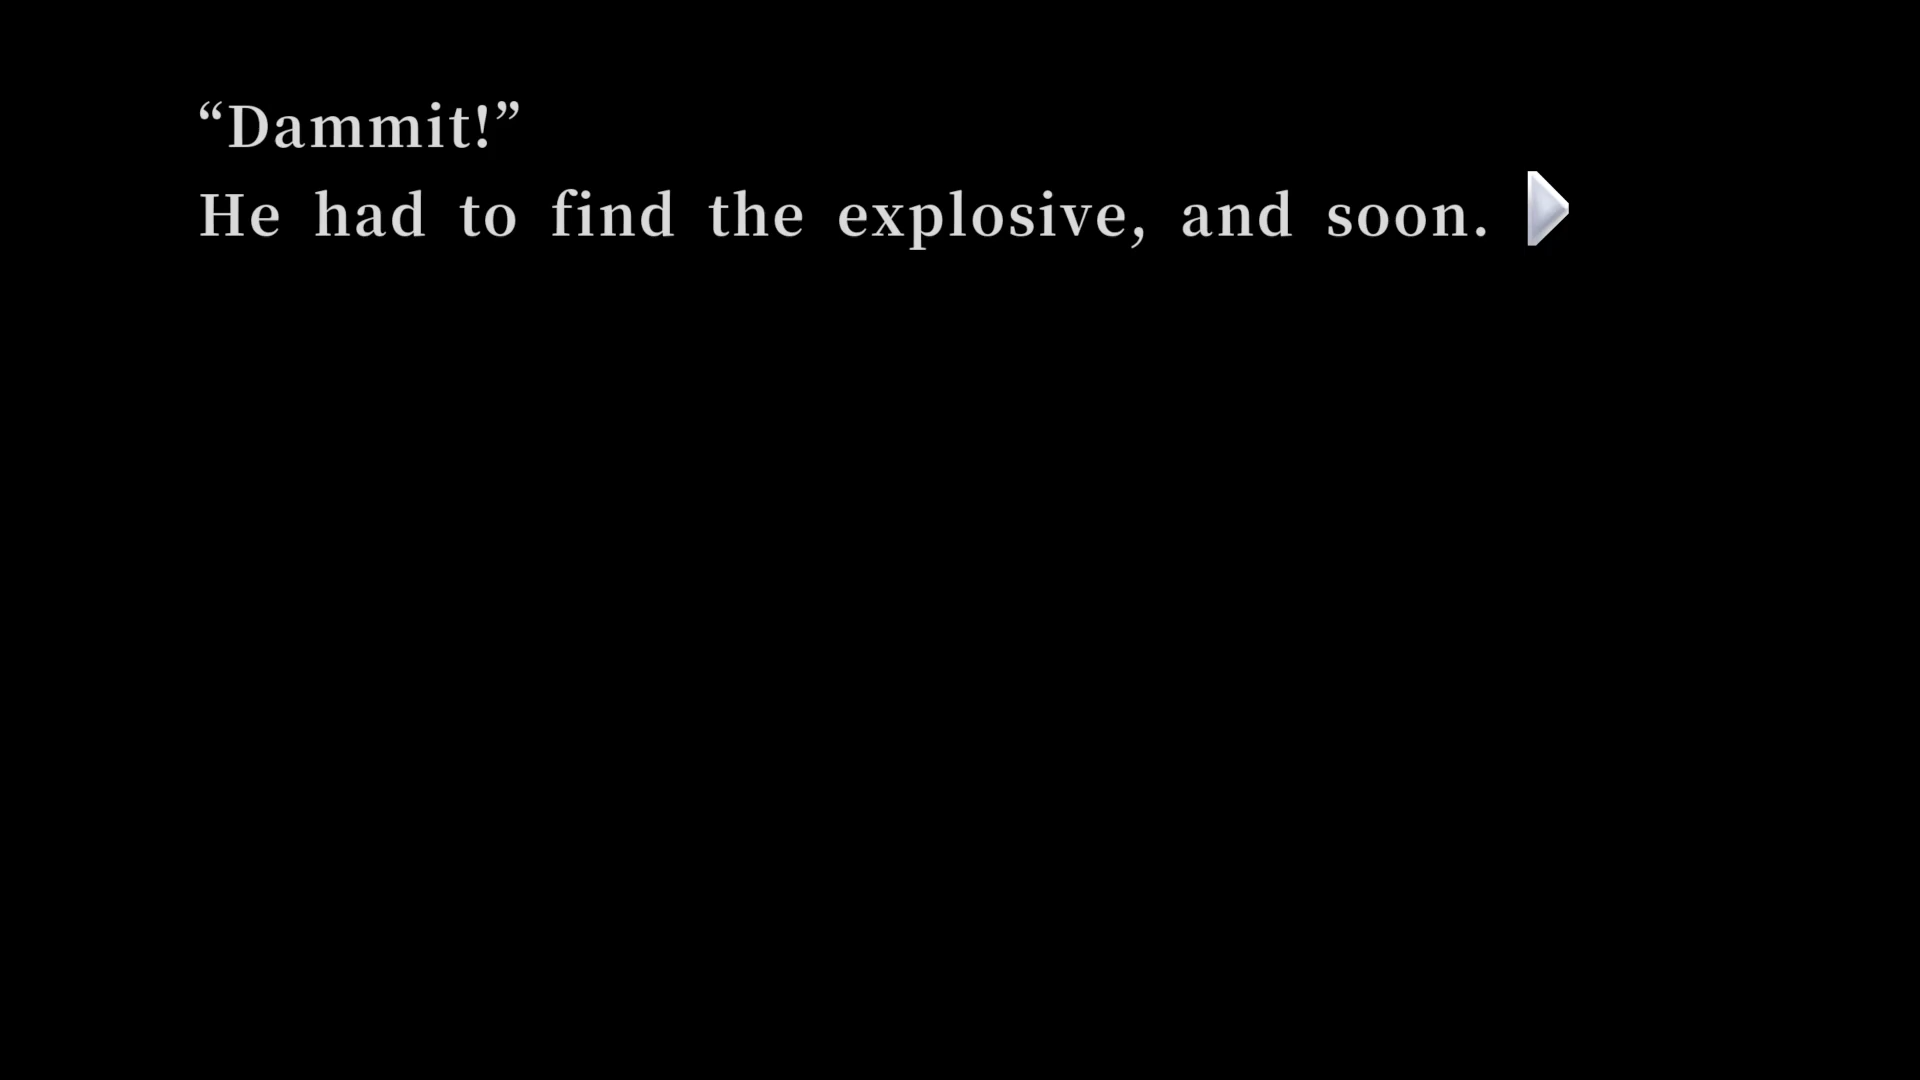 “Dammit!”
He had to find the explosive, and soon.